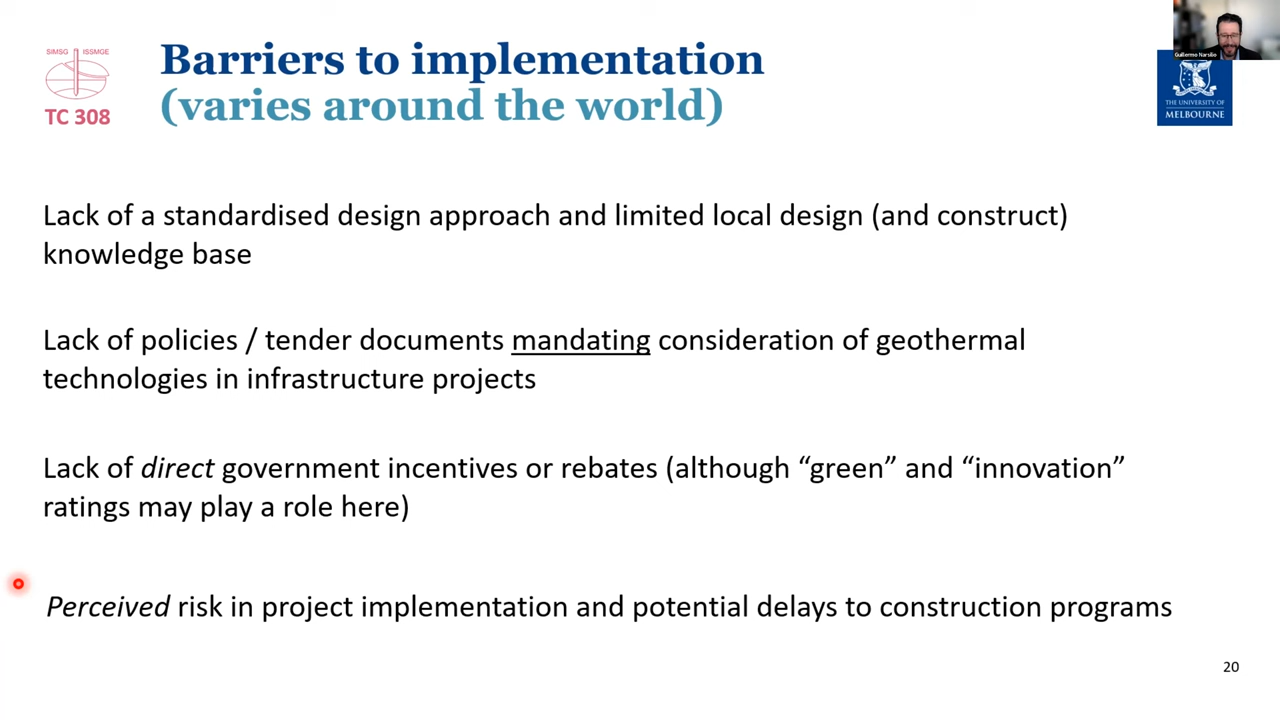 SIMSG ISSMGE
TC 308
Barriers to implementation
(varies around the world)
Guillermo Narsilio
THE UNIVERSITY OF
MELBOURNE
Lack of a standardised design approach and limited local design (and construct)
knowledge base
Lack of policies / tender documents mandating consideration of geothermal
technologies in infrastructure projects
Lack of direct government incentives or rebates (although “green” and “innovation”
ratings may play a role here)
Perceived risk in project implementation and potential delays to construction programs
20